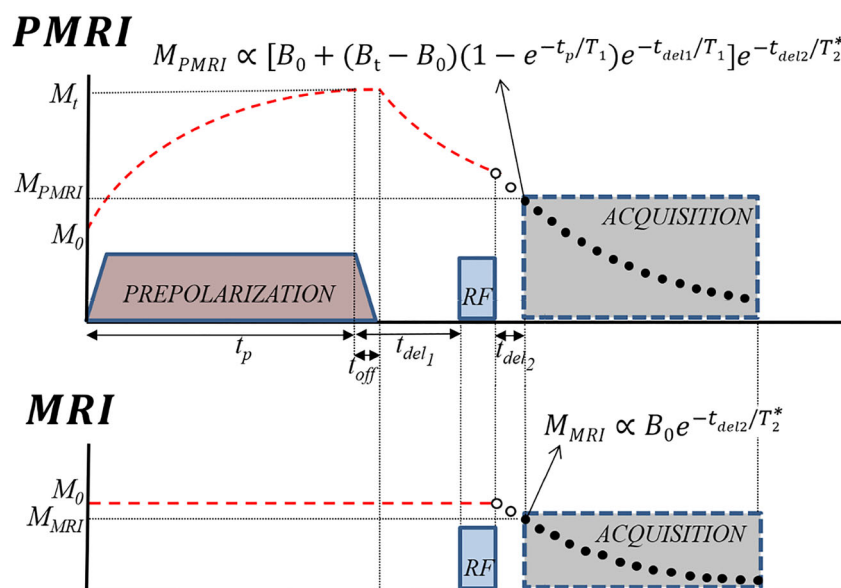 PMRI
M_PMRI ∝ [B_0 + (B_t − B_0)(1 − e^{−t_p/T_1})e^{−t_del1/T_1}]e^{−t_del2/T_2^*}
M_t
M_PMRI
M_0
ACQUISITION
PREPOLARIZATION
RF
t_p
t_off
t_del1
t_del2
MRI
M_MRI ∝ B_0e^{−t_del2/T_2^*}
M_0
M_MRI
ACQUISITION
RF